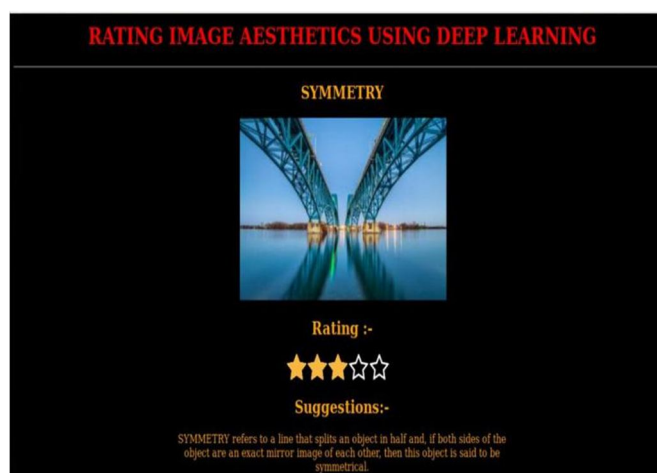 RATING IMAGE AESTHETICS USING DEEP LEARNING
SYMMETRY
Rating :-
Suggestions:-
SYMMETRY refers to a line that splits an object in half and, if both sides of the
object are an exact mirror image of each other, then this object is said to be
symmetrical.